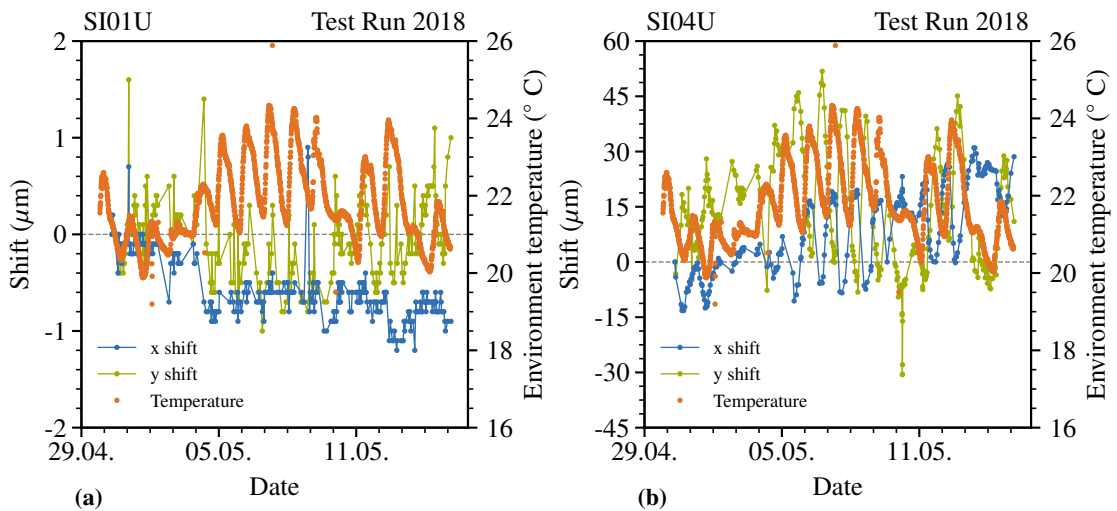 SI01U Test Run 2018
2
1
0
-1
-2
Shift (μm)
26
24
22
20
18
16
Environment temperature (° C)
x shift
y shift
Temperature
29.04. 05.05. 11.05.
Date
(a)
SI04U Test Run 2018
60
45
30
15
0
-15
-30
-45
Shift (μm)
26
24
22
20
18
16
Environment temperature (° C)
x shift
y shift
Temperature
29.04. 05.05. 11.05.
Date
(b)